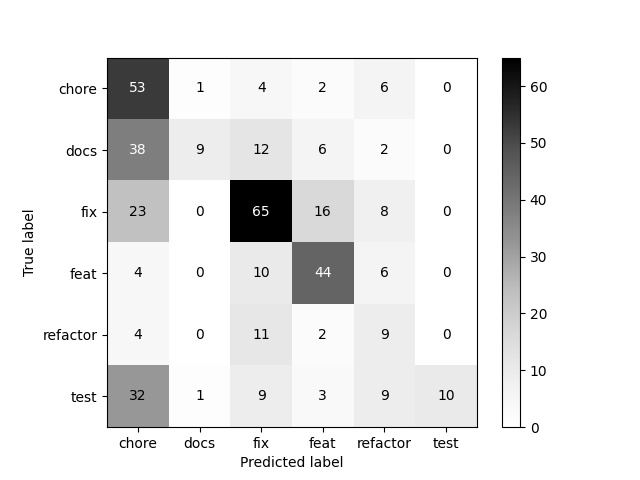 chore 53 1 4 2 6 0
docs 38 9 12 6 2 0
fix 23 0 65 16 8 0
feat 4 0 10 44 6 0
refactor 4 0 11 2 9 0
test 32 1 9 3 9 10
chore docs fix feat refactor test
Predicted label
True label
60
50
40
30
20
10
0